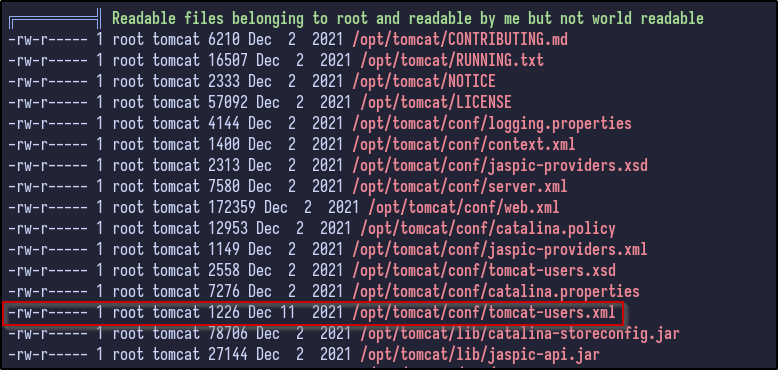 Readable files belonging to root and readable by me but not world readable
-rw-r----- 1 root tomcat 6210 Dec  2  2021 /opt/tomcat/CONTRIBUTING.md
-rw-r----- 1 root tomcat 16507 Dec  2  2021 /opt/tomcat/RUNNING.txt
-rw-r----- 1 root tomcat 2333 Dec  2  2021 /opt/tomcat/NOTICE
-rw-r----- 1 root tomcat 57092 Dec  2  2021 /opt/tomcat/LICENSE
-rw-r----- 1 root tomcat 4144 Dec  2  2021 /opt/tomcat/conf/logging.properties
-rw-r----- 1 root tomcat 1400 Dec  2  2021 /opt/tomcat/conf/context.xml
-rw-r----- 1 root tomcat 2313 Dec  2  2021 /opt/tomcat/conf/jaspic-providers.xsd
-rw-r----- 1 root tomcat 7580 Dec  2  2021 /opt/tomcat/conf/server.xml
-rw-r----- 1 root tomcat 172359 Dec  2  2021 /opt/tomcat/conf/web.xml
-rw-r----- 1 root tomcat 12953 Dec  2  2021 /opt/tomcat/conf/catalina.policy
-rw-r----- 1 root tomcat 1149 Dec  2  2021 /opt/tomcat/conf/jaspic-providers.xml
-rw-r----- 1 root tomcat 2558 Dec  2  2021 /opt/tomcat/conf/tomcat-users.xsd
-rw-r----- 1 root tomcat 7276 Dec  2  2021 /opt/tomcat/conf/catalina.properties
-rw-r----- 1 root tomcat 1226 Dec 11  2021 /opt/tomcat/conf/tomcat-users.xml
-rw-r----- 1 root tomcat 78706 Dec  2  2021 /opt/tomcat/lib/catalina-storeconfig.jar
-rw-r----- 1 root tomcat 27144 Dec  2  2021 /opt/tomcat/lib/jaspic-api.jar